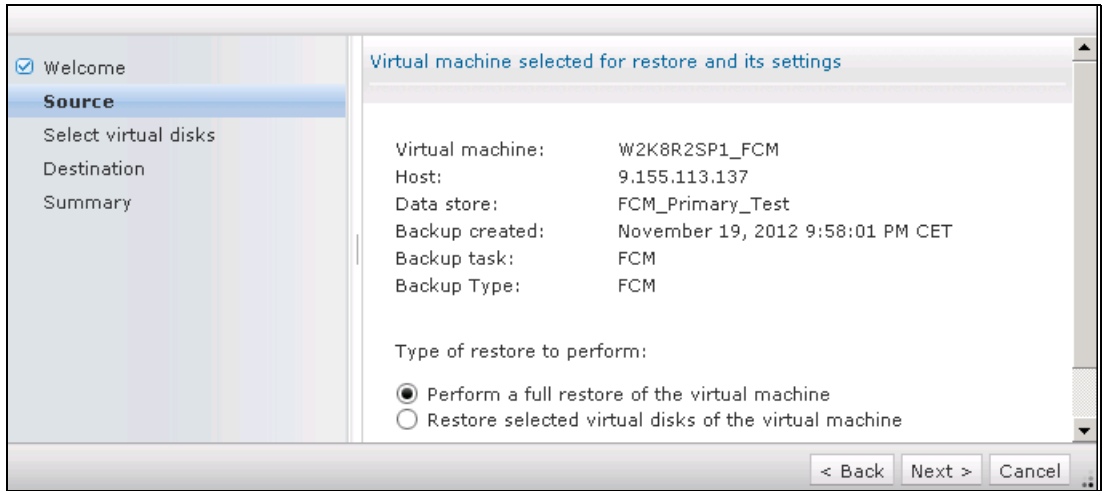 Welcome
Source
Select virtual disks
Destination
Summary
Virtual machine selected for restore and its settings
Virtual machine: W2K8R2SP1_FCM
Host: 9.155.113.137
Data store: FCM_Primary_Test
Backup created: November 19, 2012 9:58:01 PM CET
Backup task: FCM
Backup Type: FCM
Type of restore to perform:
Perform a full restore of the virtual machine
Restore selected virtual disks of the virtual machine
< Back Next > Cancel